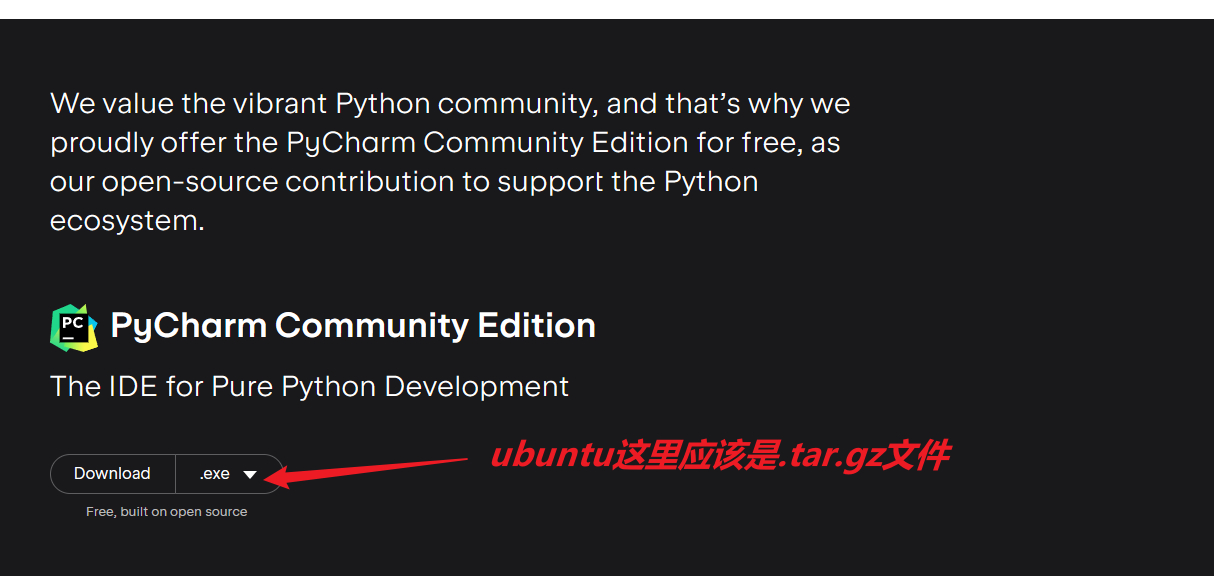 We value the vibrant Python community, and that's why we
proudly offer the PyCharm Community Edition for free, as
our open-source contribution to support the Python
ecosystem.
PC
PyCharm Community Edition
The IDE for Pure Python Development
ubuntu这里应该是.tar.gz文件
Download .exe
Free, built on open source